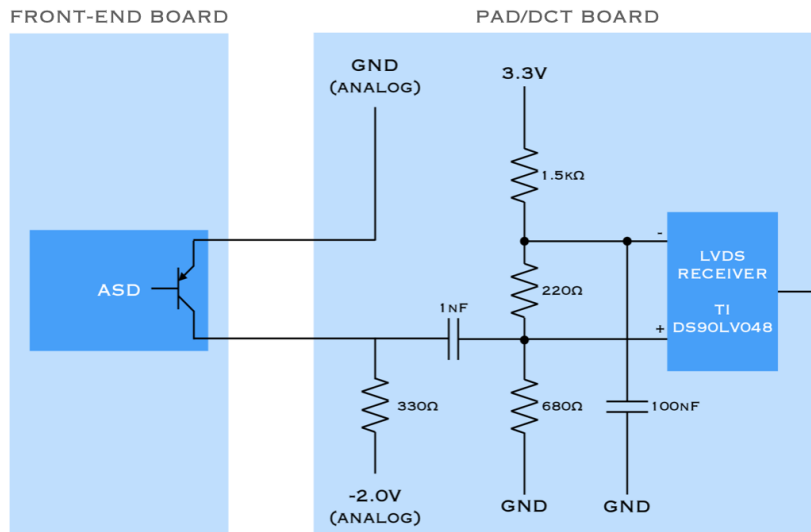 FRONT-END BOARD
PAD/DCT BOARD
GND
(ANALOG)
3.3V
1.5KΩ
-
LVDS
RECEIVER
ASD
220Ω
1NF
TI
+
DS90LV048
330Ω
680Ω
100NF
-2.0V
(ANALOG)
GND
GND